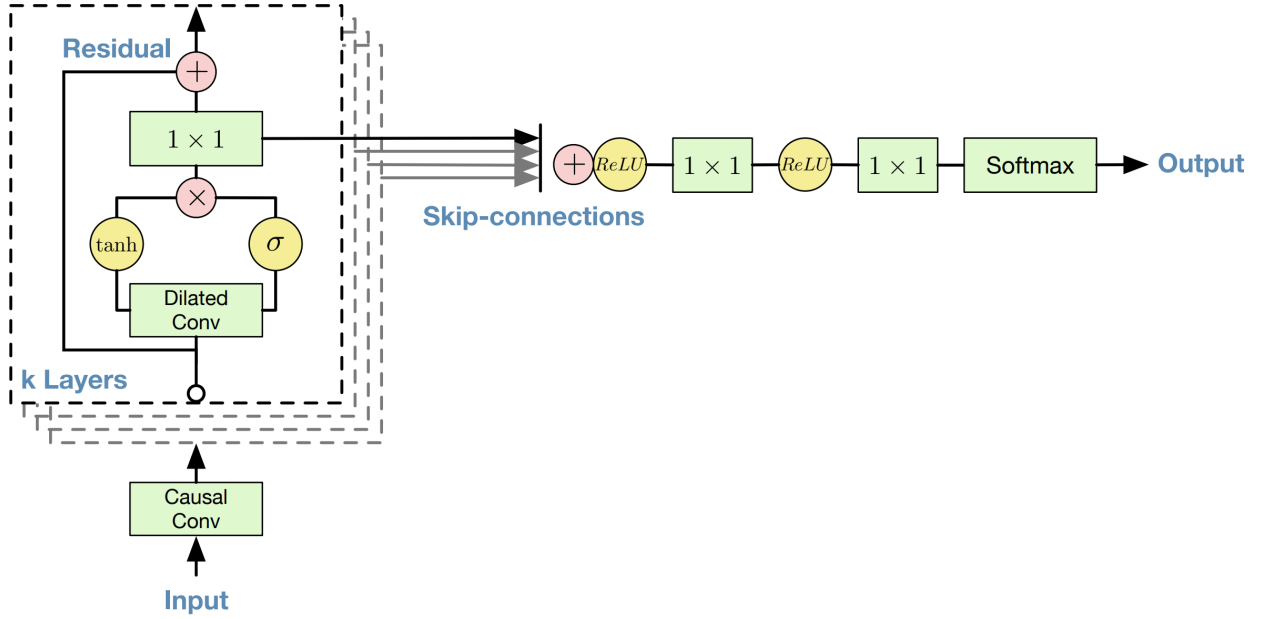 Residual
+
1 × 1
×
tanh
σ
Dilated
Conv
k Layers
Causal
Conv
Input
Skip-connections
+
ReLU
1 × 1
ReLU
1 × 1
Softmax
Output